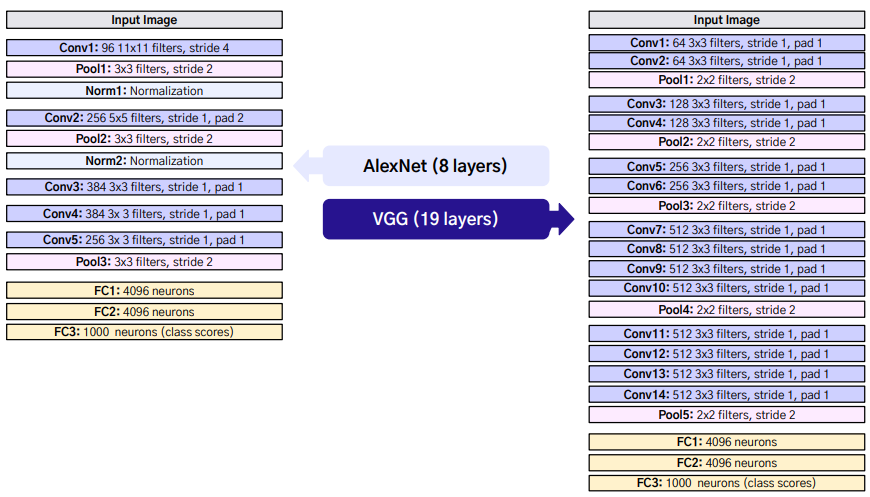 Input Image
Conv1: 96 11x11 filters, stride 4
Pool1: 3x3 filters, stride 2
Norm1: Normalization
Conv2: 256 5x5 filters, stride 1, pad 2
Pool2: 3x3 filters, stride 2
Norm2: Normalization
Conv3: 384 3x3 filters, stride 1, pad 1
Conv4: 384 3x 3 filters, stride 1, pad 1
Conv5: 256 3x 3 filters, stride 1, pad 1
Pool3: 3x3 filters, stride 2
FC1: 4096 neurons
FC2: 4096 neurons
FC3: 1000 neurons (class scores)
AlexNet (8 layers)
VGG (19 layers)
Input Image
Conv1: 64 3x3 filters, stride 1, pad 1
Conv2: 64 3x3 filters, stride 1, pad 1
Pool1: 2x2 filters, stride 2
Conv3: 128 3x3 filters, stride 1, pad 1
Conv4: 128 3x3 filters, stride 1, pad 1
Pool2: 2x2 filters, stride 2
Conv5: 256 3x3 filters, stride 1, pad 1
Conv6: 256 3x3 filters, stride 1, pad 1
Pool3: 2x2 filters, stride 2
Conv7: 512 3x3 filters, stride 1, pad 1
Conv8: 512 3x3 filters, stride 1, pad 1
Conv9: 512 3x3 filters, stride 1, pad 1
Conv10: 512 3x3 filters, stride 1, pad 1
Pool4: 2x2 filters, stride 2
Conv11: 512 3x3 filters, stride 1, pad 1
Conv12: 512 3x3 filters, stride 1, pad 1
Conv13: 512 3x3 filters, stride 1, pad 1
Conv14: 512 3x3 filters, stride 1, pad 1
Pool5: 2x2 filters, stride 2
FC1: 4096 neurons
FC2: 4096 neurons
FC3: 1000 neurons (class scores)